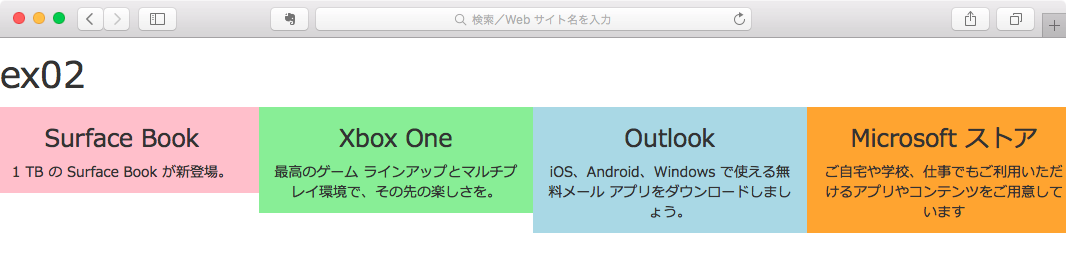 検索／Web サイト名を入力
ex02
Surface Book
1 TB の Surface Book が新登場。
Xbox One
最高のゲーム ラインアップとマルチプ
レイ環境で、その先の楽しさを。
Outlook
iOS、Android、Windows で使える無
料メール アプリをダウンロードしまし
ょう。
Microsoft ストア
ご自宅や学校、仕事でもご利用いただ
けるアプリやコンテンツをご用意して
います